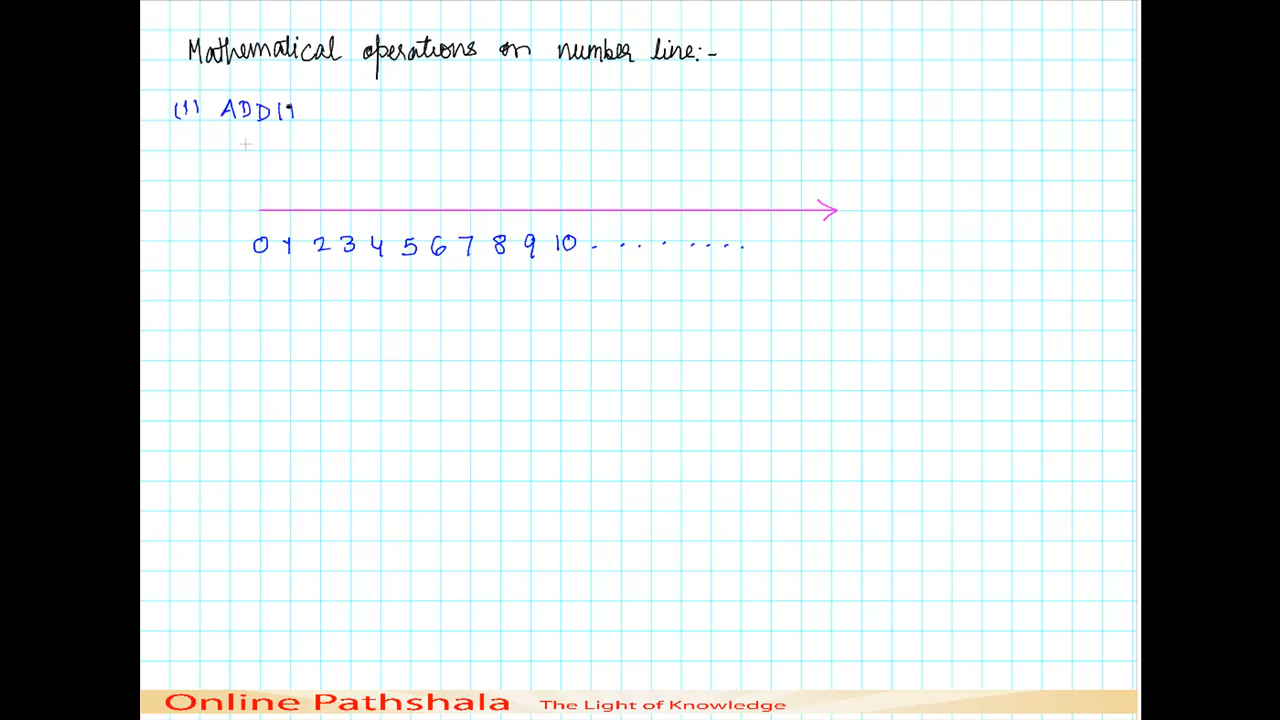 Mathematical operations on number line:-
(1) ADDIT
0 1 2 3 4 5 6 7 8 9 10 . . . . . . . . .
Online Pathshala The Light of Knowledge